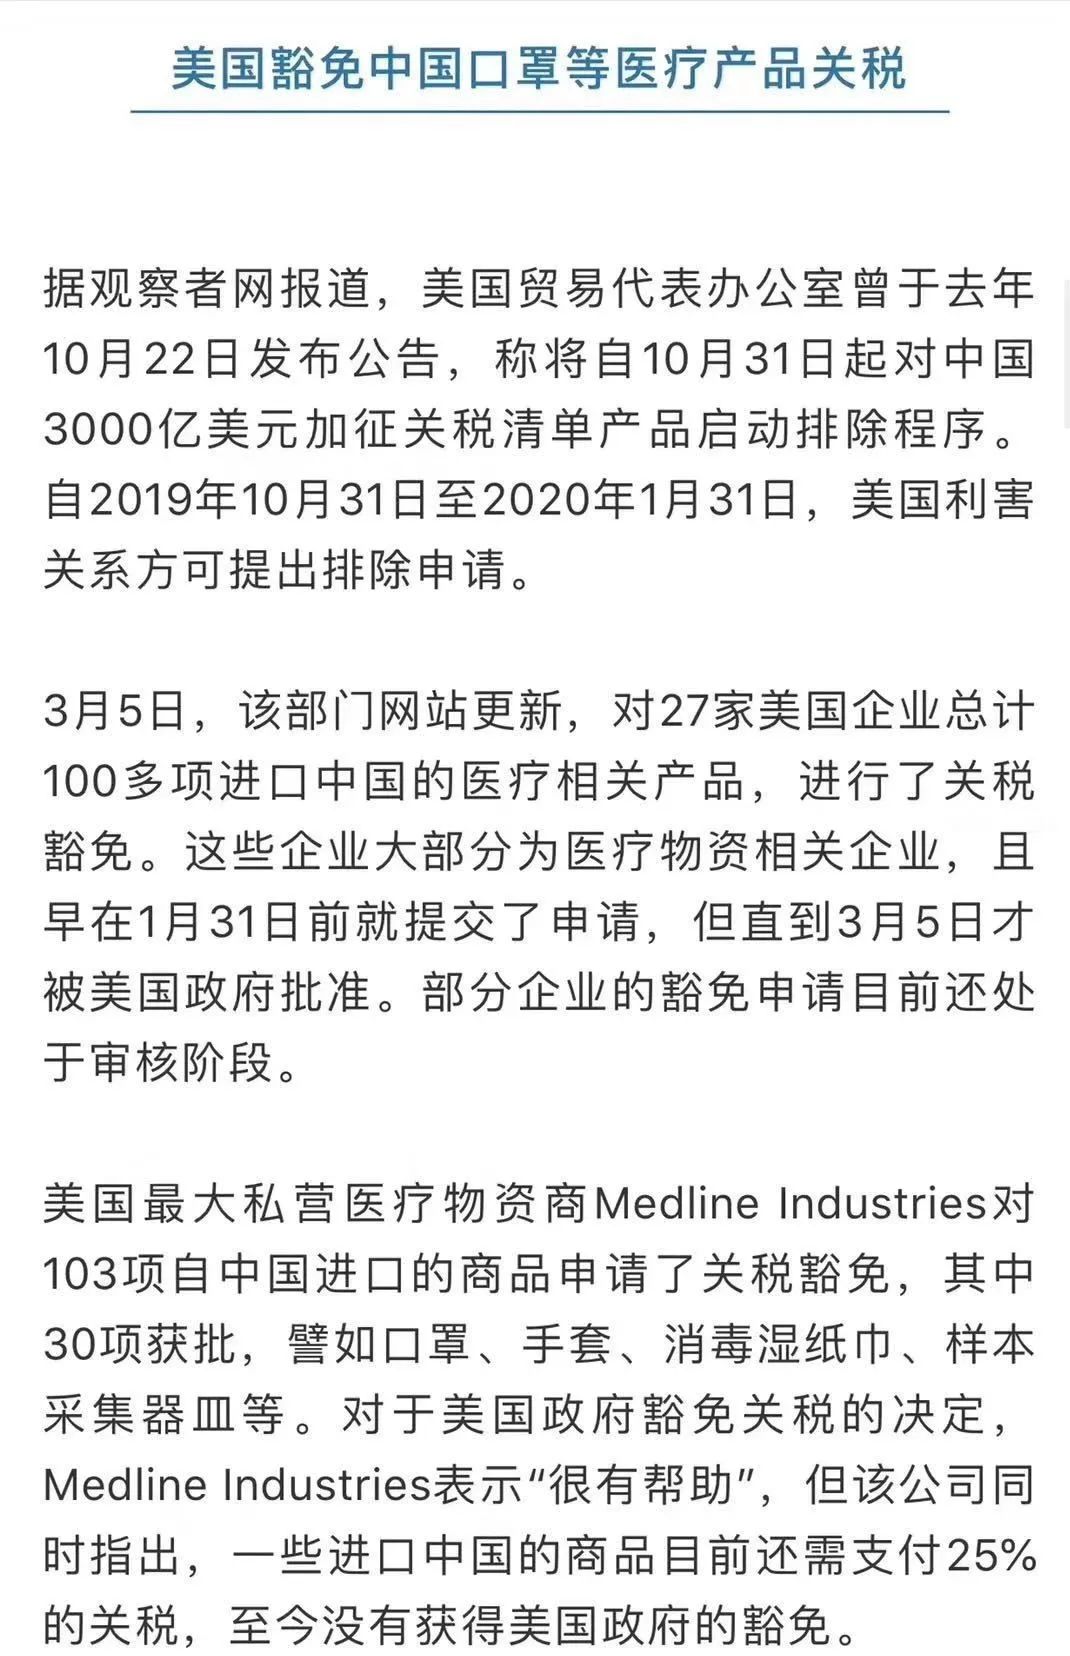 美国豁免中国口罩等医疗产品关税
据观察者网报道，美国贸易代表办公室曾于去年
10月22日发布公告，称将自10月31日起对中国
3000亿美元加征关税清单产品启动排除程序。
自2019年10月31日至2020年1月31日，美国利害
关系方可提出排除申请。
3月5日，该部门网站更新，对27家美国企业总计
100多项进口中国的医疗相关产品，进行了关税
豁免。这些企业大部分为医疗物资相关企业，且
早在1月31日前就提交了申请，但直到3月5日才
被美国政府批准。部分企业的豁免申请目前还处
于审核阶段。
美国最大私营医疗物资商Medline Industries对
103项自中国进口的商品申请了关税豁免，其中
30项获批，譬如口罩、手套、消毒湿纸巾、样本
采集器皿等。对于美国政府豁免关税的决定，
Medline Industries表示“很有帮助”，但该公司同
时指出，一些进口中国的商品目前还需支付25%
的关税，至今没有获得美国政府的豁免。